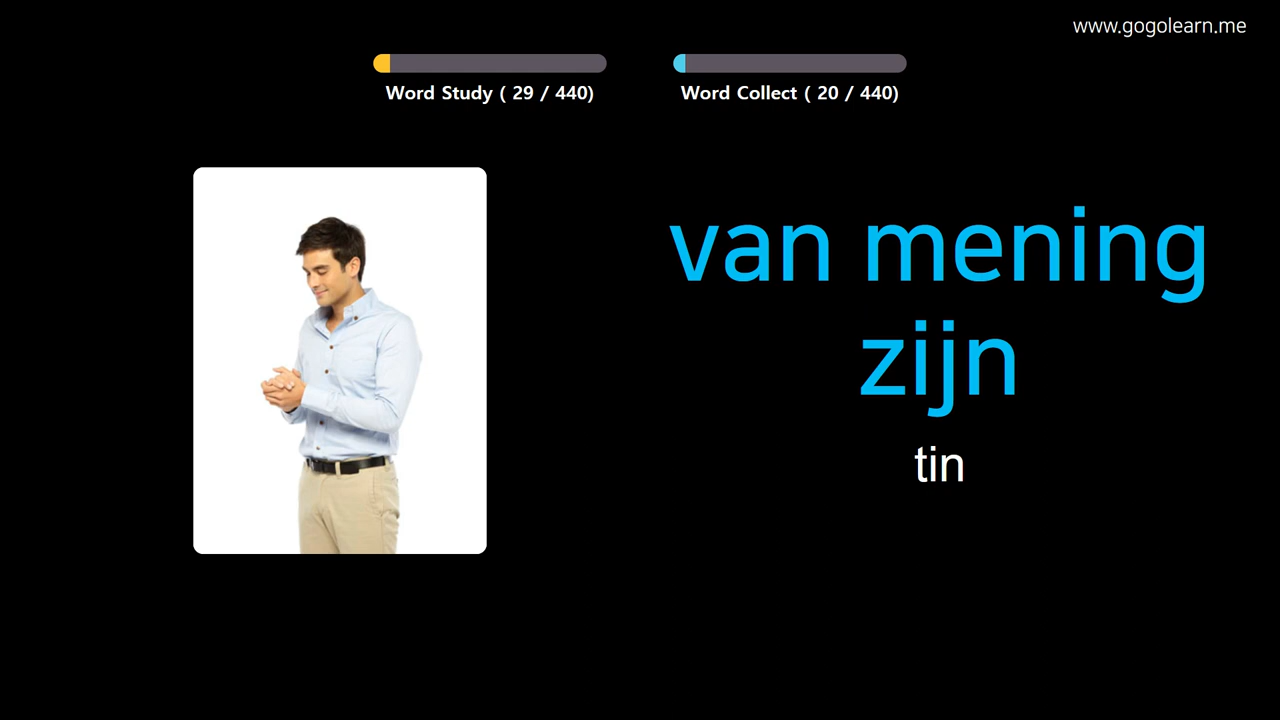 www.gogolearn.me
Word Study ( 29 / 440)
Word Collect ( 20 / 440)
van mening
zijn
tin